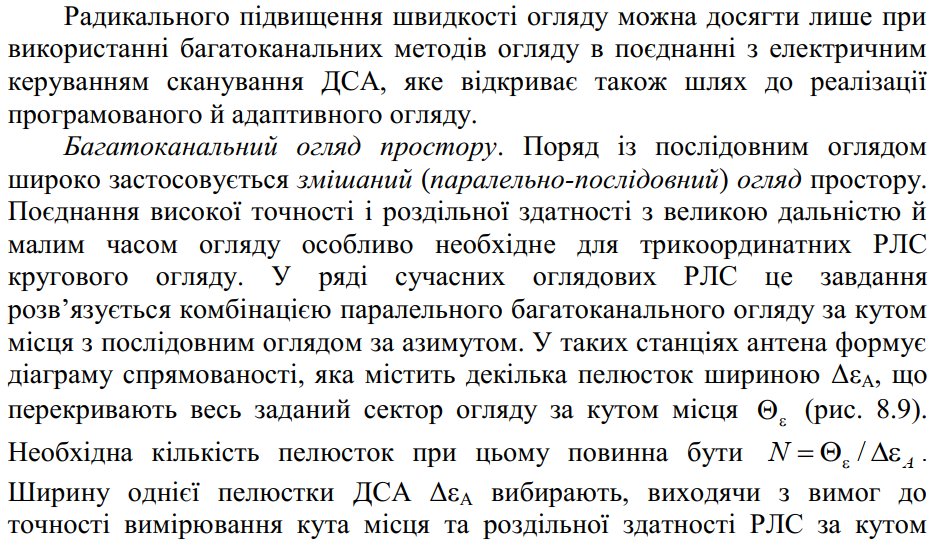 Радикального підвищення швидкості огляду можна досягти лише при
використанні багатоканальних методів огляду в поєднанні з електричним
керуванням сканування ДСА, яке відкриває також шлях до реалізації
програмованого й адаптивного огляду.
Багатоканальний огляд простору. Поряд із послідовним оглядом
широко застосовується змішаний (паралельно-послідовний) огляд простору.
Поєднання високої точності і роздільної здатності з великою дальністю й
малим часом огляду особливо необхідне для трикоординатних РЛС
кругового огляду. У ряді сучасних оглядових РЛС це завдання
розв’язується комбінацією паралельного багатоканального огляду за кутом
місця з послідовним оглядом за азимутом. У таких станціях антена формує
діаграму спрямованості, яка містить декілька пелюсток шириною Δε_А, що
перекривають весь заданий сектор огляду за кутом місця Θ_ε (рис. 8.9).
Необхідна кількість пелюсток при цьому повинна бути N = Θ_ε / Δε_A .
Ширину однієї пелюстки ДСА Δε_А вибирають, виходячи з вимог до
точності вимірювання кута місця та роздільної здатності РЛС за кутом